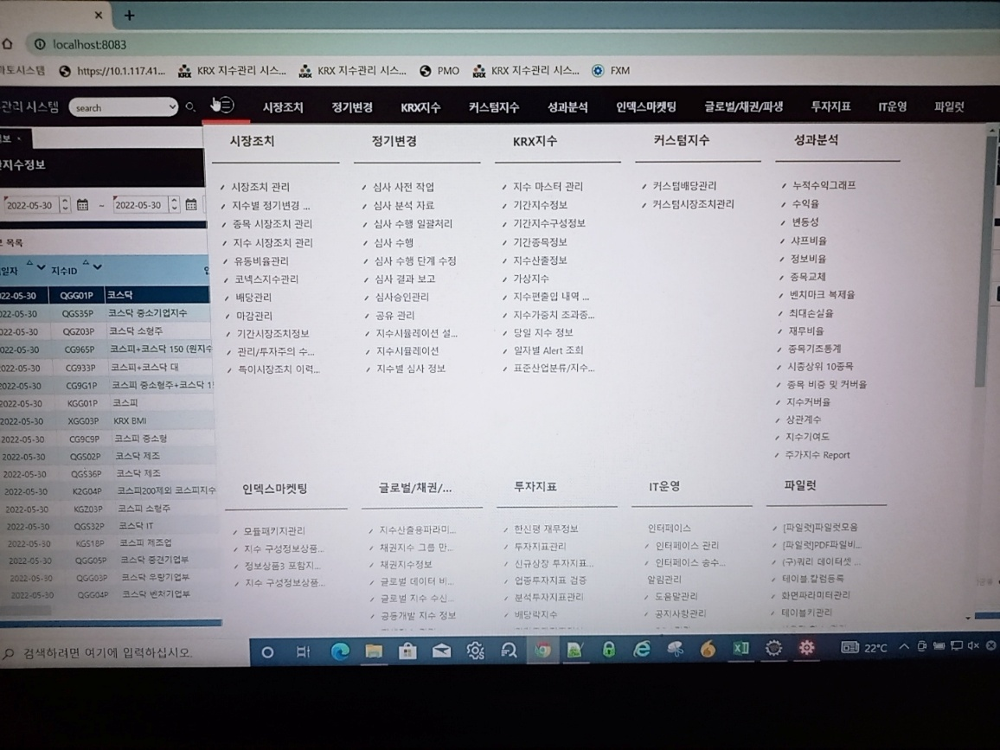 localhost:8083
https://10.1.117.41... KRX 지수관리 시스... KRX 지수관리 시스... PMO KRX 지수관리 시스... FXM
관리 시스템 search 시장조치 정기변경 KRX지수 커스텀지수 성과분석 인덱스마켓팅 글로벌/채권/파생 투자지표 IT운영 파일럿
시장조치 정기변경 KRX지수 커스텀지수 성과분석
지수정보
2022-05-30 ~ 2022-05-30
목록
일자 지수ID
22-05-30 QGG01P 코스닥
022-05-30 QGS35P 코스닥 중소기업지수
022-05-30 QGZ03P 코스닥 소형주
022-05-30 CG965P 코스피+코스닥 150 (원지수
022-05-30 CG933P 코스피+코스닥 대
022-05-30 CG9G1P 코스피 중소형주+코스닥 1
2022-05-30 KGG01P 코스피
2022-05-30 XGG03P KRX BMI
2022-05-30 CG9C9P 코스피 중소형
2022-05-30 QGS02P 코스닥 제조
2022-05-30 QGS36P 코스닥 제조
2022-05-30 K2G04P 코스피200제외 코스피지수
2022-05-30 KGZ03P 코스피 소형주
2022-05-30 QGS32P 코스닥 IT
2022-05-30 KGS18P 코스피 제조업
2022-05-30 QGG05P 코스닥 중견기업부
2022-05-30 QGG03P 코스닥 우량기업부
2022-05-30 QGG04P 코스닥 벤처기업부
시장조치 관리
지수별 정기변경 ...
종목 시장조치 관리
지수 시장조치 관리
유동비율관리
코넥스지수관리
배당관리
마감관리
기간시장조치정보
관리/투자주의 수...
특이시장조치 이력...
심사 사전 작업
심사 분석 자료
심사 수행 일괄처리
심사 수행
심사 수행 단계 수정
심사 결과 보고
심사승인관리
공유 관리
지수시뮬레이션 설...
지수시뮬레이션
지수별 심사 정보
지수 마스터 관리
기간지수정보
기간지수구성정보
기간종목정보
지수산출정보
가상지수
지수편출입 내역 ...
지수가중치 조과종...
당일 지수 정보
일자별 Alert 조회
표준산업분류/지수...
커스텀배당관리
커스텀시장조치관리
누적수익그래프
수익율
변동성
샤프비율
정보비율
종목교체
벤치마크 복제율
최대손실율
재무비율
종목기초통계
시총상위 10종목
종목 비중 및 커버율
지수커버율
상관계수
지수기여도
주가지수 Report
인덱스마켓팅 글로벌/채권/... 투자지표 IT운영 파일럿
모듈패키지관리
지수 구성정보상품...
정보상품3 포함지...
지수 구성정보상품...
지수산출용파라미...
채권지수 그룹 만...
채권지수정보
글로벌 데이터 비...
글로벌 지수 수신...
공동개발 지수 정보
한신평 재무정보
투자지표관리
신규상장 투자지표...
업종투자지표 검증
분석투자지표관리
배당락지수
인터페이스
인터페이스 관리
인터페이스 송수...
알림관리
도움말관리
공지사항관리
[파일럿]파일럿모음
[파일럿]PDF파일비...
(구)쿼리 데이터셋 ...
테이블.칼럼등록
화면파라미터관리
테이블키관리
검색하려면 여기에 입력하십시오.
22°C